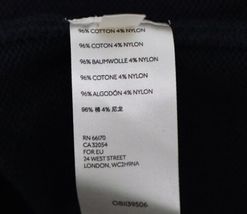 96% COTTON 4% NYLON
96% COTON 4% NYLON
96% BAUMWOLLE 4% NYLON
96% COTONE 4% NYLON
96% ALGODÓN 4% NYLON
96% 棉 4% 尼龙
RN 66170
CA 32054
FOR EU
24 WEST STREET
LONDON, WC2H9NA